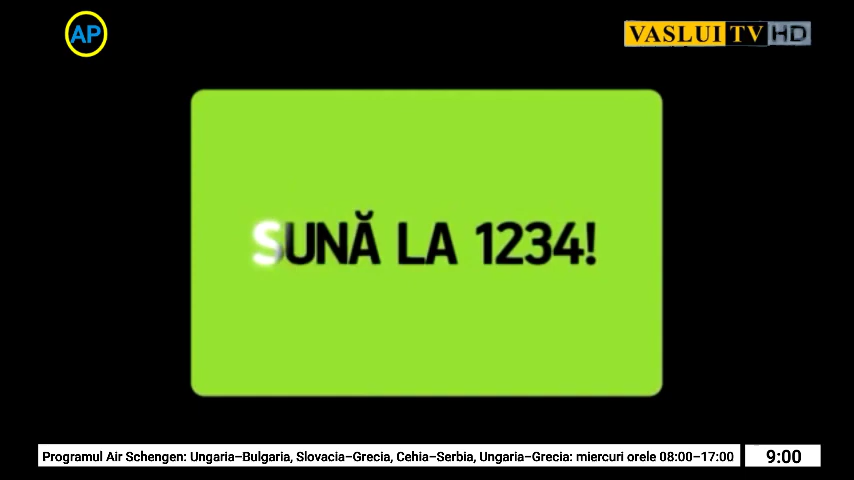 AP
VASLUI TV HD
SUNĂ LA 1234!
Programul Air Schengen: Ungaria–Bulgaria, Slovacia–Grecia, Cehia–Serbia, Ungaria–Grecia: miercuri orele 08:00–17:00
9:00